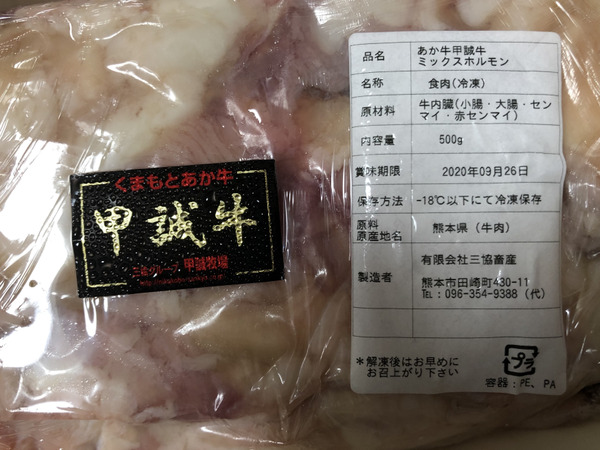 くまもとあか牛
甲誠牛
三協グループ 甲誠牧場
品名 あか牛甲誠牛
ミックスホルモン
名称 食肉(冷凍)
原材料 牛内臓(小腸・大腸・セン
マイ・赤センマイ)
内容量 500g
賞味期限 2020年09月26日
保存方法 -18℃以下にて冷凍保存
原料
原産地名 熊本県(牛肉)
製造者 有限会社三協畜産
熊本市田崎町430-11
TEL:096-354-9388(代)
*解凍後はお早めに
お召上がり下さい
プラ
容器:PE、PA